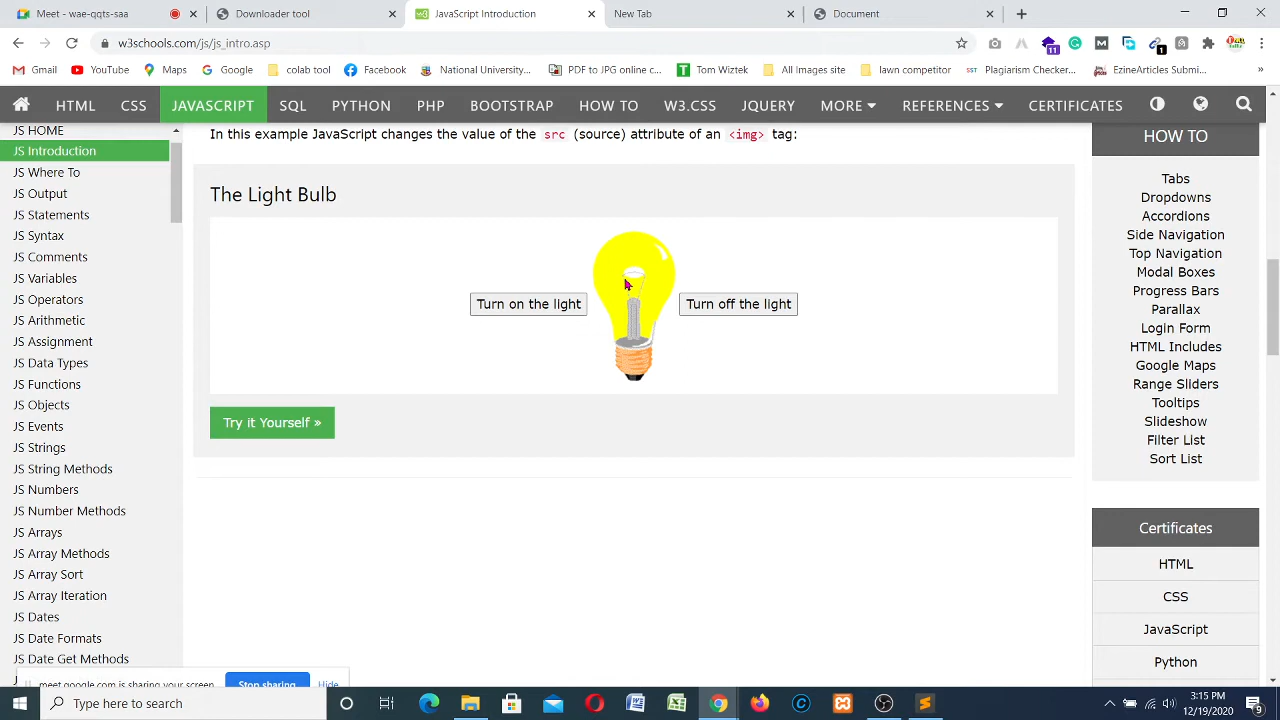 Meet – wae-qqts-sax
Downloader tool
JavaScript Introduction
New Tab
Document
w3schools.com/js/js_intro.asp
11
1
Gmail
YouTube
Maps
Google
colab tool
Facebook
National University...
PDF to JPG online c...
Tom Wiztek
All Images site
lawn competitor
SST
Plagiarism Checker...
EzineArticles Submi...
»
HTML
CSS
JAVASCRIPT
SQL
PYTHON
PHP
BOOTSTRAP
HOW TO
W3.CSS
JQUERY
MORE
REFERENCES
CERTIFICATES
JS HOME
JS Introduction
JS Where To
JS Output
JS Statements
JS Syntax
JS Comments
JS Variables
JS Operators
JS Arithmetic
JS Assignment
JS Data Types
JS Functions
JS Objects
JS Events
JS Strings
JS String Methods
JS Numbers
JS Number Methods
JS Arrays
JS Array Methods
JS Array Sort
JS Array Iteration
JS Dates
JS Date Formats
JS Date Get Methods
In this example JavaScript changes the value of the src (source) attribute of an <img> tag:
The Light Bulb
Turn on the light
Turn off the light
Try it Yourself »
HOW TO
Tabs
Dropdowns
Accordions
Side Navigation
Top Navigation
Modal Boxes
Progress Bars
Parallax
Login Form
HTML Includes
Google Maps
Range Sliders
Tooltips
Slideshow
Filter List
Sort List
Certificates
HTML
CSS
JavaScript
Python
meet.google.com is sharing your screen.
Stop sharing
Hide
Type here to search
3:15 PM
12/19/2020
9